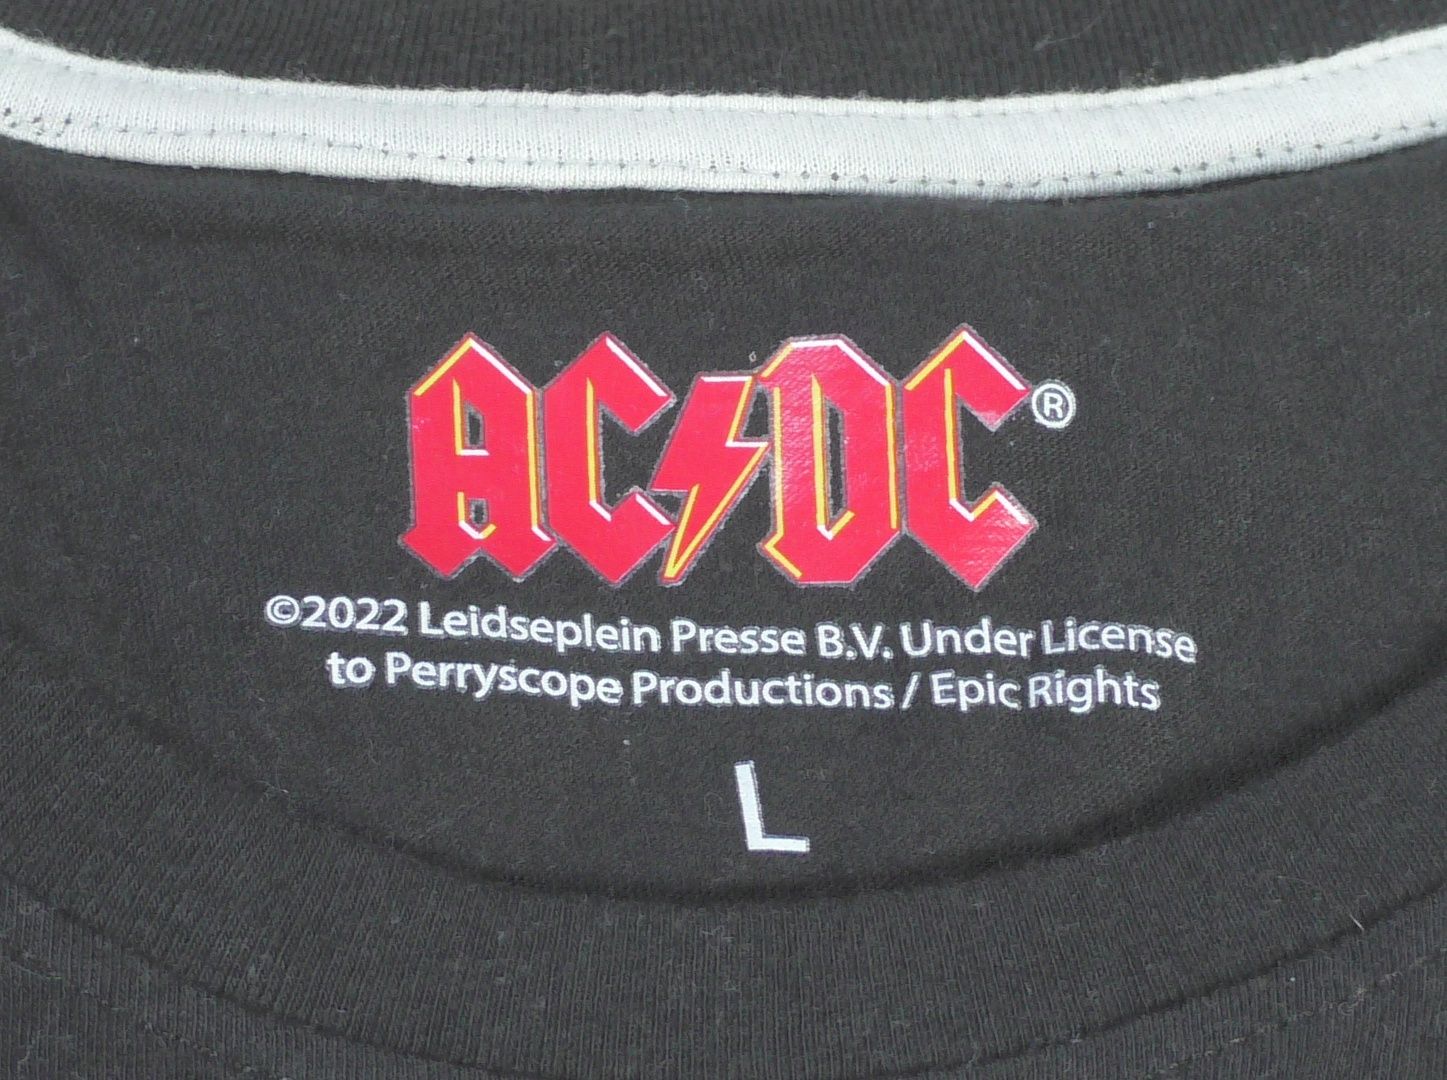 AC/DC®
©2022 Leidseplein Presse B.V. Under License
to Perryscope Productions / Epic Rights
L